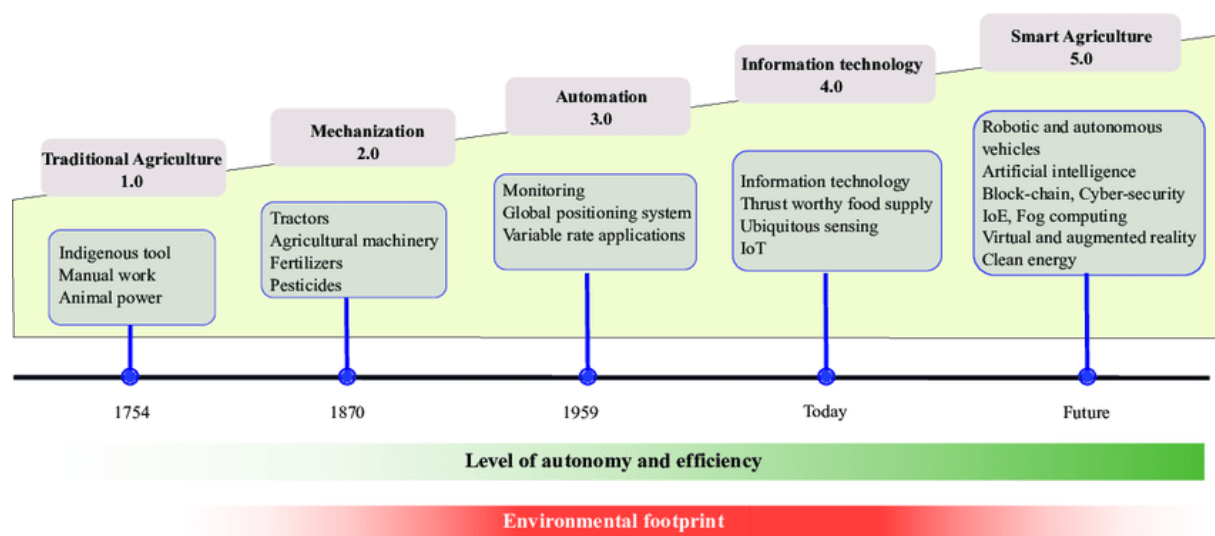 Traditional Agriculture
1.0
Indigenous tool
Manual work
Animal power
1754
Mechanization
2.0
Tractors
Agricultural machinery
Fertilizers
Pesticides
1870
Automation
3.0
Monitoring
Global positioning system
Variable rate applications
1959
Information technology
4.0
Information technology
Thrust worthy food supply
Ubiquitous sensing
IoT
Today
Smart Agriculture
5.0
Robotic and autonomous
vehicles
Artificial intelligence
Block-chain, Cyber-security
IoE, Fog computing
Virtual and augmented reality
Clean energy
Future
Level of autonomy and efficiency
Environmental footprint